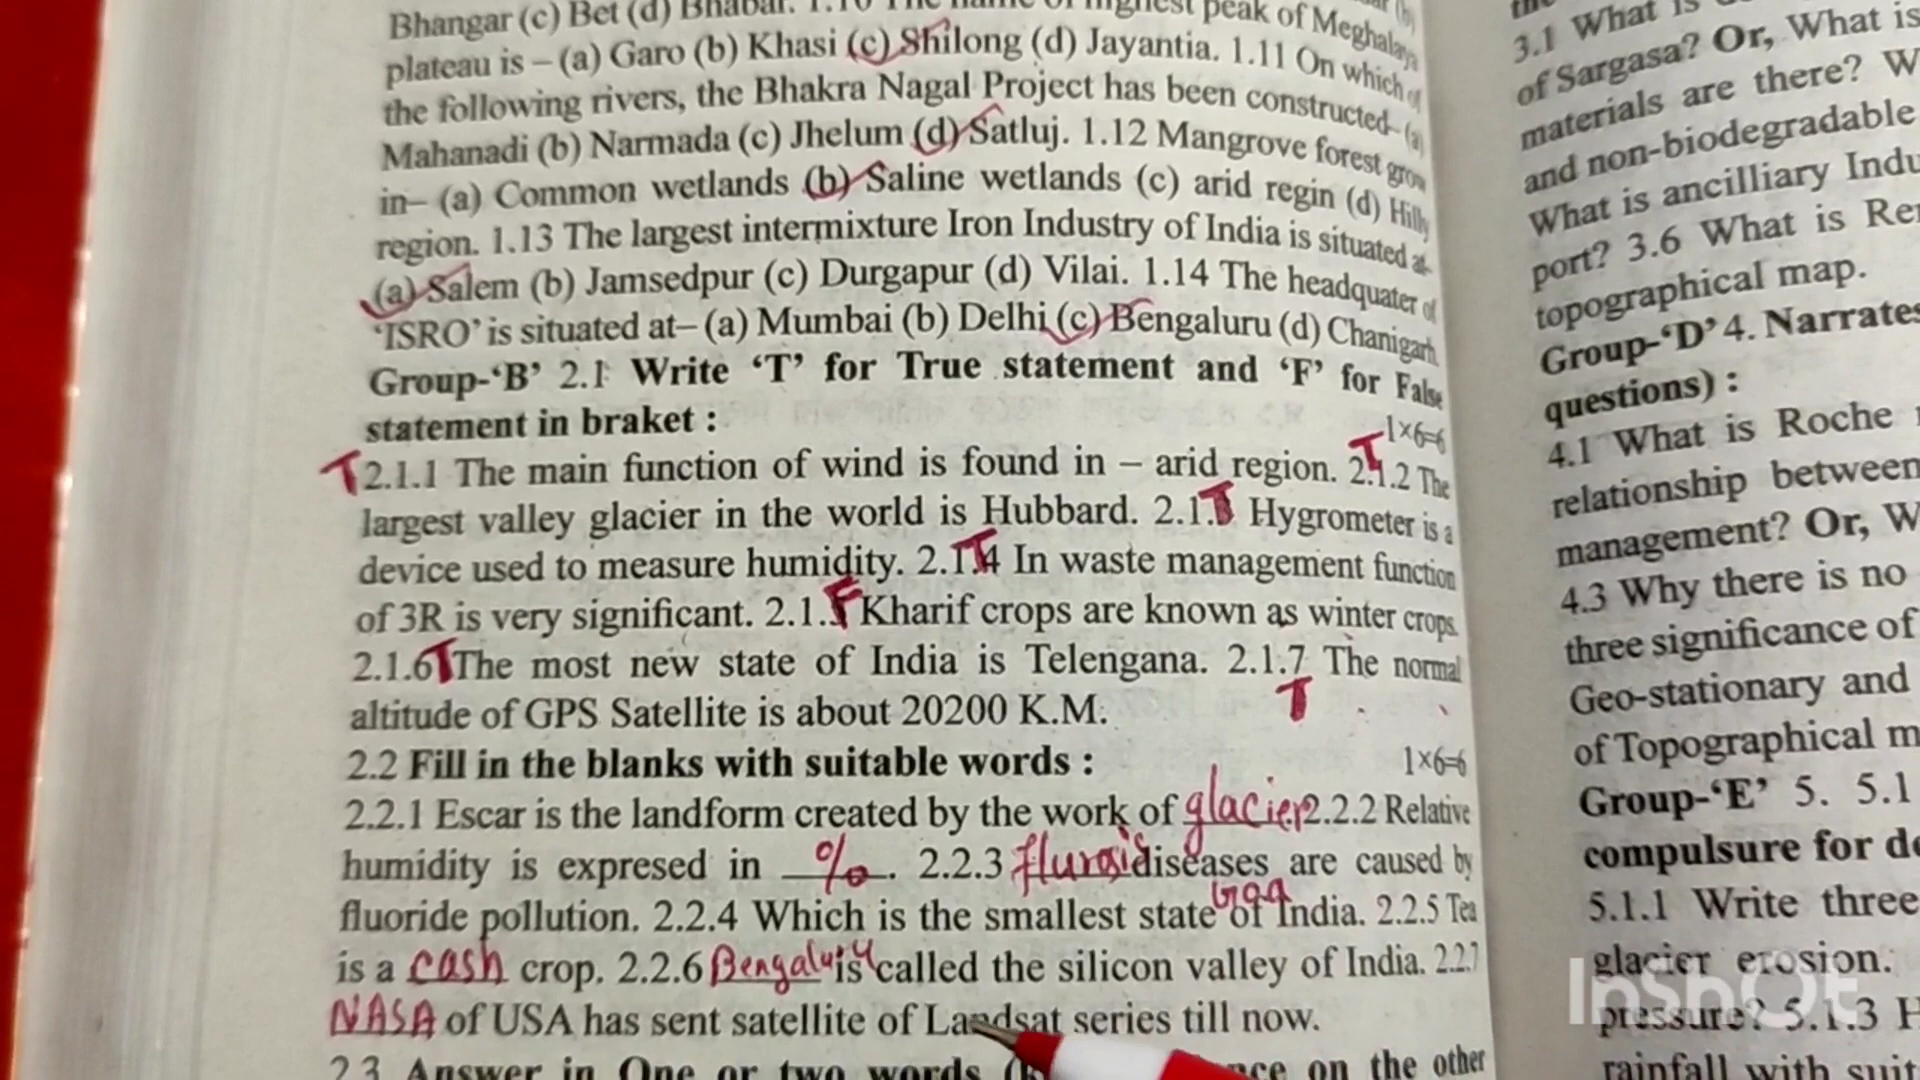 Bhangar (c) Bet (d) Bhabar. 1.10 The name of highest peak of Meghalaya
plateau is – (a) Garo (b) Khasi (c) Shilong (d) Jayantia. 1.11 On which of
the following rivers, the Bhakra Nagal Project has been constructed– (a)
Mahanadi (b) Narmada (c) Jhelum (d) Satluj. 1.12 Mangrove forest grow
in– (a) Common wetlands (b) Saline wetlands (c) arid regin (d) Hilly
region. 1.13 The largest intermixture Iron Industry of India is situated at–
(a) Salem (b) Jamsedpur (c) Durgapur (d) Vilai. 1.14 The headquater of
'ISRO' is situated at– (a) Mumbai (b) Delhi (c) Bengaluru (d) Chanigarh.
Group-'B' 2.1 Write 'T' for True statement and 'F' for False
statement in braket : 1×6=6
T 2.1.1 The main function of wind is found in – arid region. T 2.1.2 The
largest valley glacier in the world is Hubbard. 2.1.3 T Hygrometer is a
device used to measure humidity. 2.1.4 T In waste management function
of 3R is very significant. 2.1.5 F Kharif crops are known as winter crops.
2.1.6 T The most new state of India is Telengana. 2.1.7 The normal
altitude of GPS Satellite is about 20200 K.M. T
2.2 Fill in the blanks with suitable words : 1×6=6
2.2.1 Escar is the landform created by the work of glacier 2.2.2 Relative
humidity is expresed in %. 2.2.3 diseases are caused by
fluoride pollution. 2.2.4 Which is the smallest state Goa of India. 2.2.5 Tea
is a cash crop. 2.2.6 is called the silicon valley of India. 2.2.7
NASA of USA has sent satellite of Landsat series till now.
2.3 Answer in One or two words on the other
3.1 What is
of Sargasa? Or, What is
materials are there? W
and non-biodegradable
What is ancilliary Indu
port? 3.6 What is Re
topographical map.
Group-'D' 4. Narrates
questions) :
4.1 What is Roche
relationship between
management? Or, W
4.3 Why there is no
three significance of
Geo-stationary and
of Topographical m
Group-'E' 5. 5.1
compulsure for de
5.1.1 Write three
glacier erosion.
pressure? 5.1.3 H
rainfall with suit
InShOt